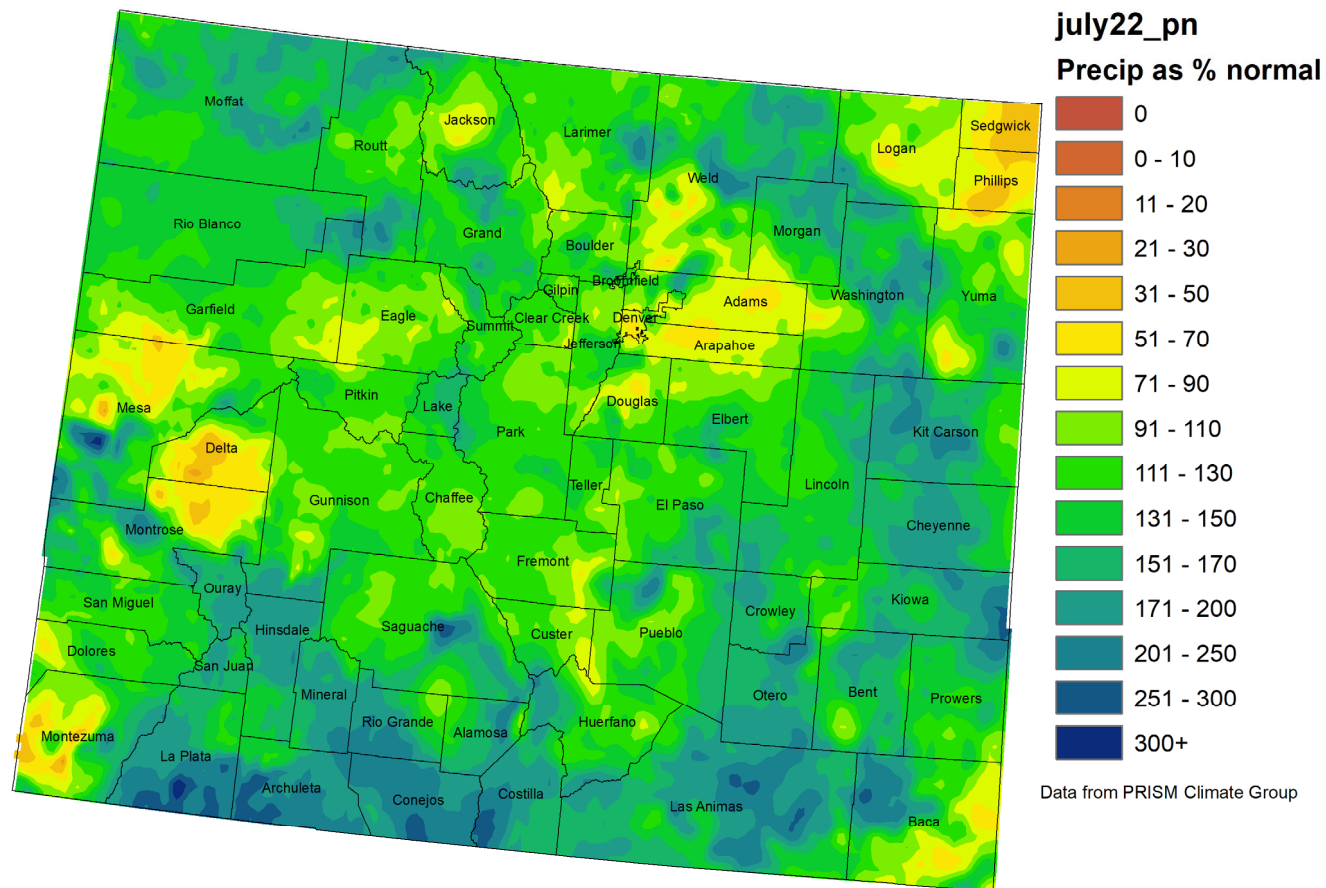 july22_pn
Precip as % normal
0
0 - 10
11 - 20
21 - 30
31 - 50
51 - 70
71 - 90
91 - 110
111 - 130
131 - 150
151 - 170
171 - 200
201 - 250
251 - 300
300+
Data from PRISM Climate Group
Moffat
Routt
Jackson
Larimer
Weld
Logan
Sedgwick
Phillips
Rio Blanco
Grand
Boulder
Morgan
Washington
Yuma
Garfield
Eagle
Summit
Gilpin
Clear Creek
Broomfield
Denver
Jefferson
Adams
Arapahoe
Mesa
Pitkin
Lake
Park
Douglas
Elbert
Kit Carson
Delta
Gunnison
Chaffee
Teller
El Paso
Lincoln
Cheyenne
Montrose
Fremont
Ouray
San Miguel
Hinsdale
Saguache
Custer
Pueblo
Crowley
Kiowa
Dolores
San Juan
Mineral
Rio Grande
Alamosa
Huerfano
Otero
Bent
Prowers
Montezuma
La Plata
Archuleta
Conejos
Costilla
Las Animas
Baca